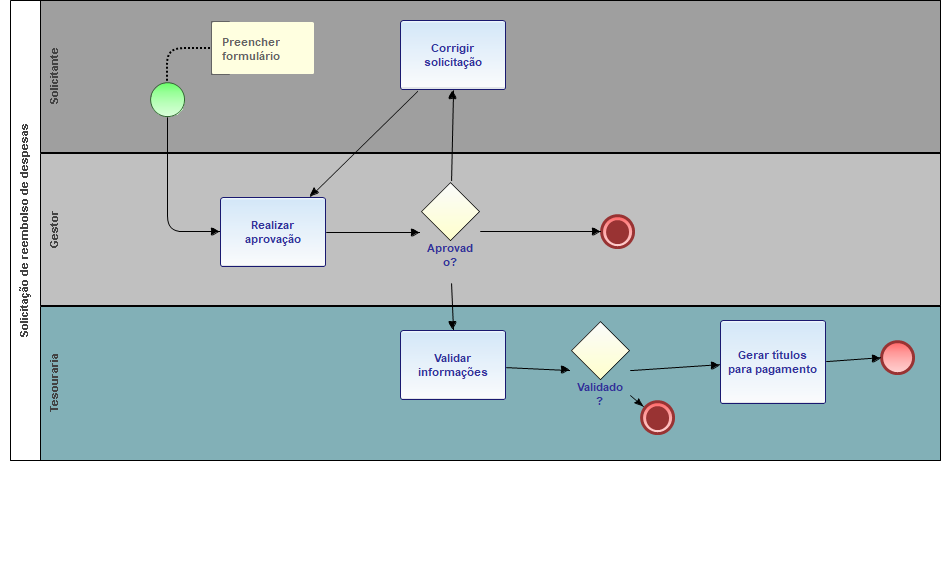 Solicitação de reembolso de despesas
Solicitante
Preencher
formulário
Corrigir
solicitação
Gestor
Realizar
aprovação
Aprovad
o?
Tesouraria
Validar
informações
Validado
?
Gerar títulos
para pagamento